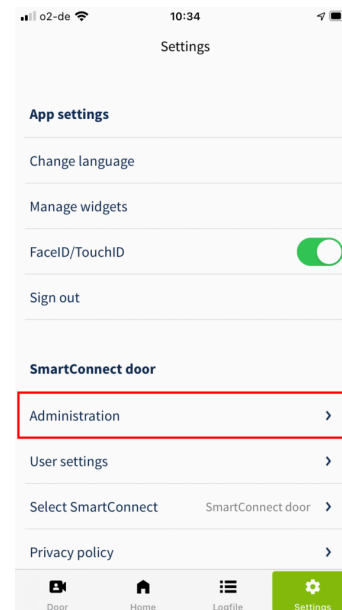 o2-de 10:34
Settings
App settings
Change language
Manage widgets
FaceID/TouchID
Sign out
SmartConnect door
Administration
User settings
Select SmartConnect SmartConnect door
Privacy policy
Door Home Logfile Settings